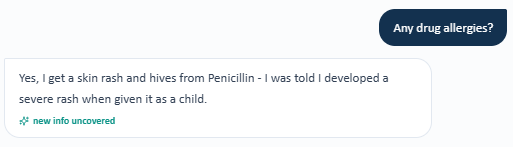 Any drug allergies?
Yes, I get a skin rash and hives from Penicillin - I was told I developed a
severe rash when given it as a child.
new info uncovered